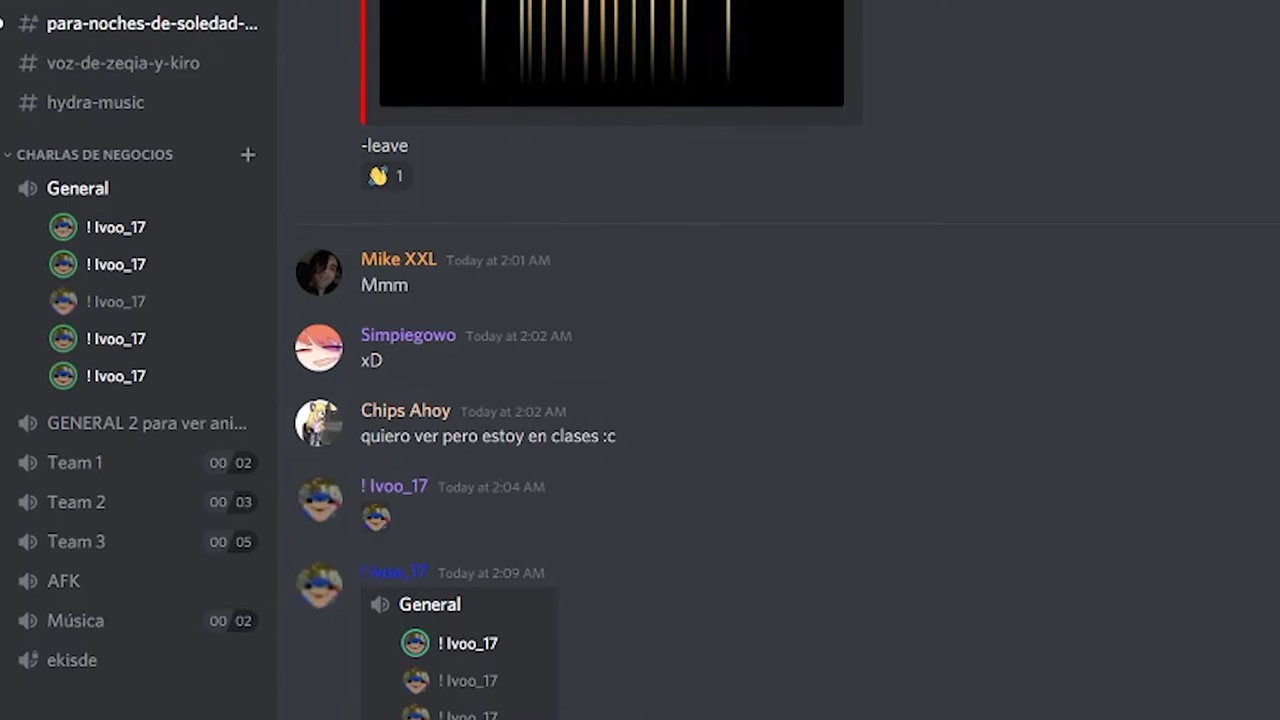 para-noches-de-soledad-...
voz-de-zeqia-y-kiro
hydra-music
CHARLAS DE NEGOCIOS
General
! Ivoo_17
! Ivoo_17
! Ivoo_17
! Ivoo_17
! Ivoo_17
GENERAL 2 para ver ani...
Team 1 00 02
Team 2 00 03
Team 3 00 05
AFK
Música 00 02
ekisde
-leave
1
Mike XXL Today at 2:01 AM
Mmm
Simpiegowo Today at 2:02 AM
xD
Chips Ahoy Today at 2:02 AM
quiero ver pero estoy en clases :c
! Ivoo_17 Today at 2:04 AM
! Ivoo_17 Today at 2:09 AM
General
! Ivoo_17
! Ivoo_17
! Ivoo_17